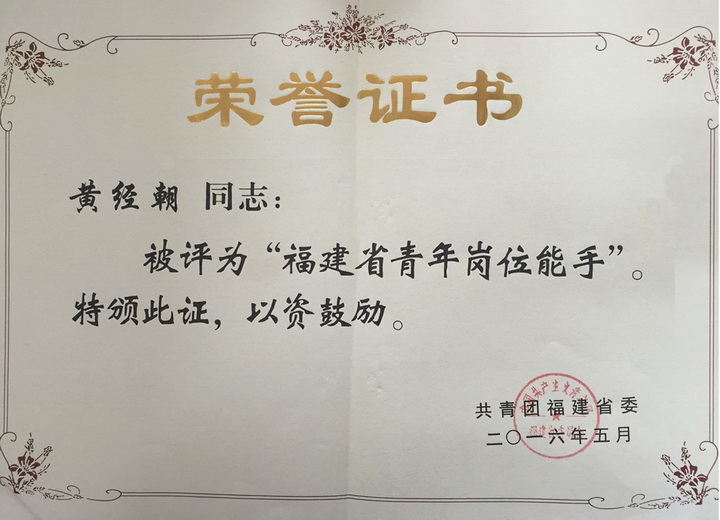 荣誉证书
黄经朝 同志：
被评为“福建省青年岗位能手”。
特颁此证，以资鼓励。
共青团福建省委
二〇一六年五月